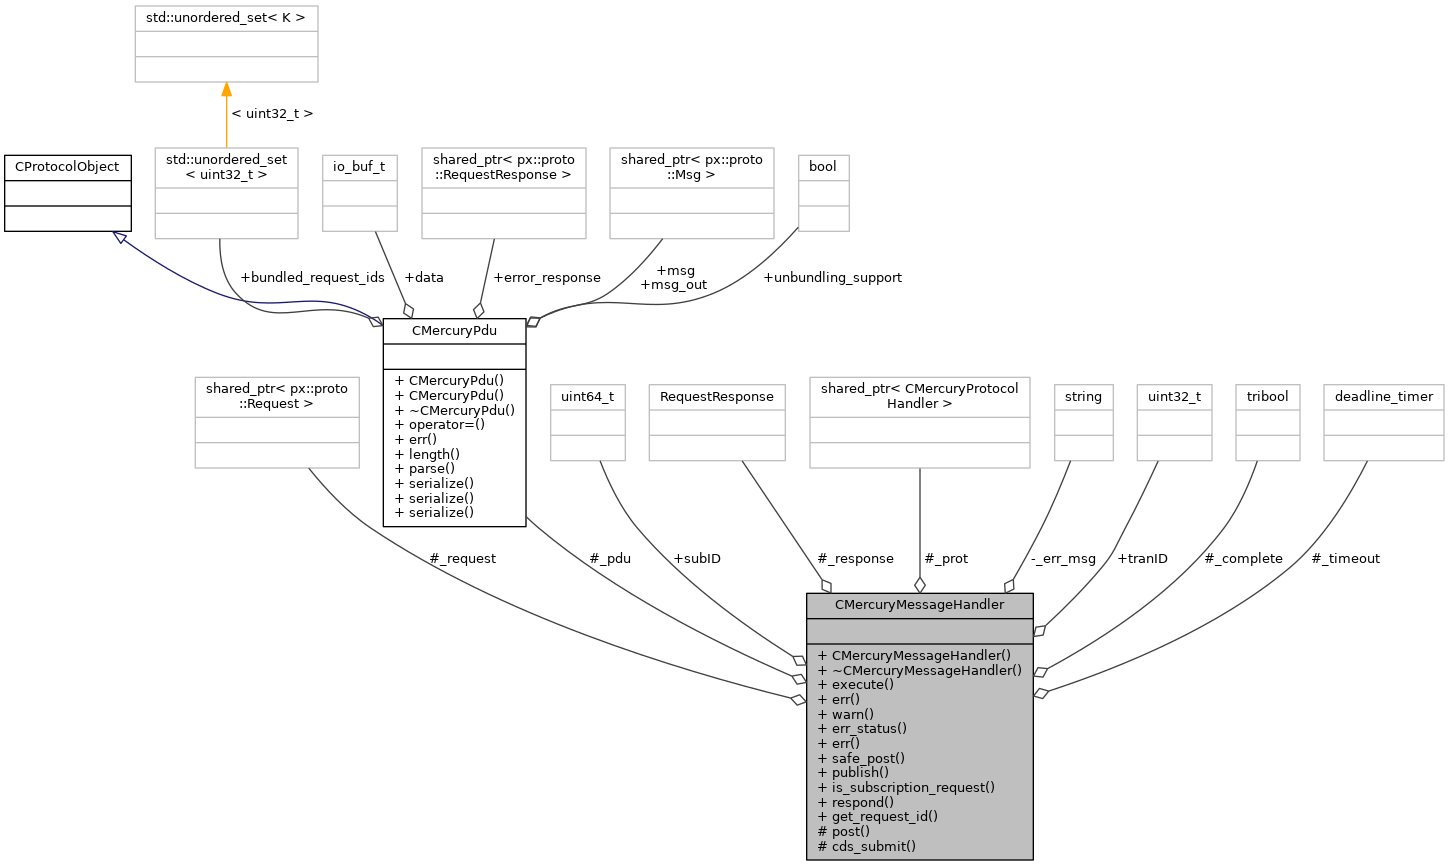 std::unordered_set< K >
< uint32_t >
CProtocolObject
std::unordered_set
< uint32_t >
io_buf_t
shared_ptr< px::proto
::RequestResponse >
shared_ptr< px::proto
::Msg >
bool
+bundled_request_ids
+data
+error_response
+msg
+msg_out
+unbundling_support
CMercuryPdu
+ CMercuryPdu()
+ CMercuryPdu()
+ ~CMercuryPdu()
+ operator=()
+ err()
+ length()
+ parse()
+ serialize()
+ serialize()
+ serialize()
shared_ptr< px::proto
::Request >
uint64_t
RequestResponse
shared_ptr< CMercuryProtocol
Handler >
string
uint32_t
tribool
deadline_timer
#_request
#_pdu
+subID
#_response
#_prot
-_err_msg
+tranID
#_complete
#_timeout
CMercuryMessageHandler
+ CMercuryMessageHandler()
+ ~CMercuryMessageHandler()
+ execute()
+ err()
+ warn()
+ err_status()
+ err()
+ safe_post()
+ publish()
+ is_subscription_request()
+ respond()
+ get_request_id()
# post()
# cds_submit()